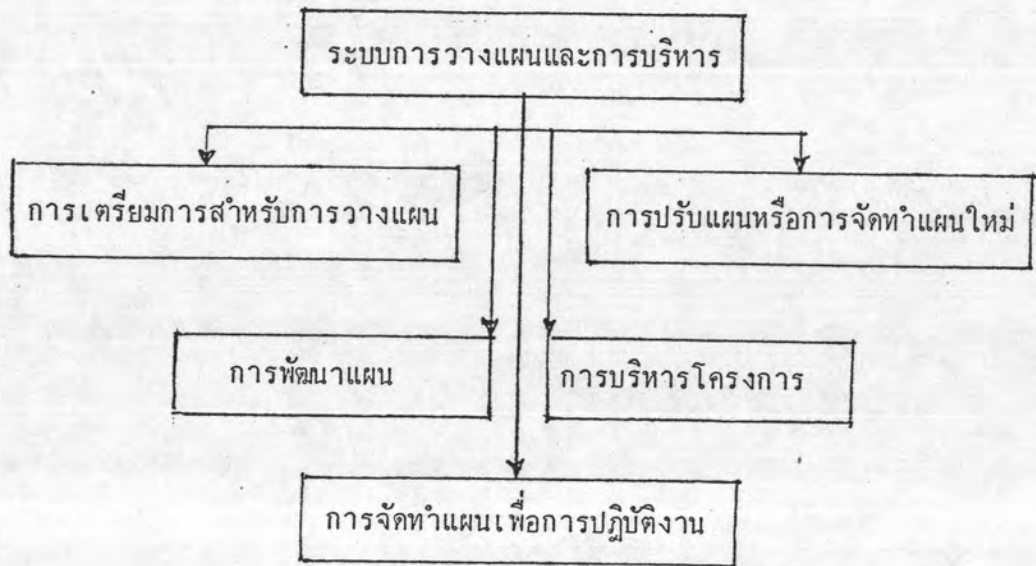 ระบบการวางแผนและการบริหาร
การเตรียมการสำหรับการวางแผน
การปรับแผนหรือการจัดทำแผนใหม่
การพัฒนาแผน
การบริหารโครงการ
การจัดทำแผนเพื่อการปฏิบัติงาน